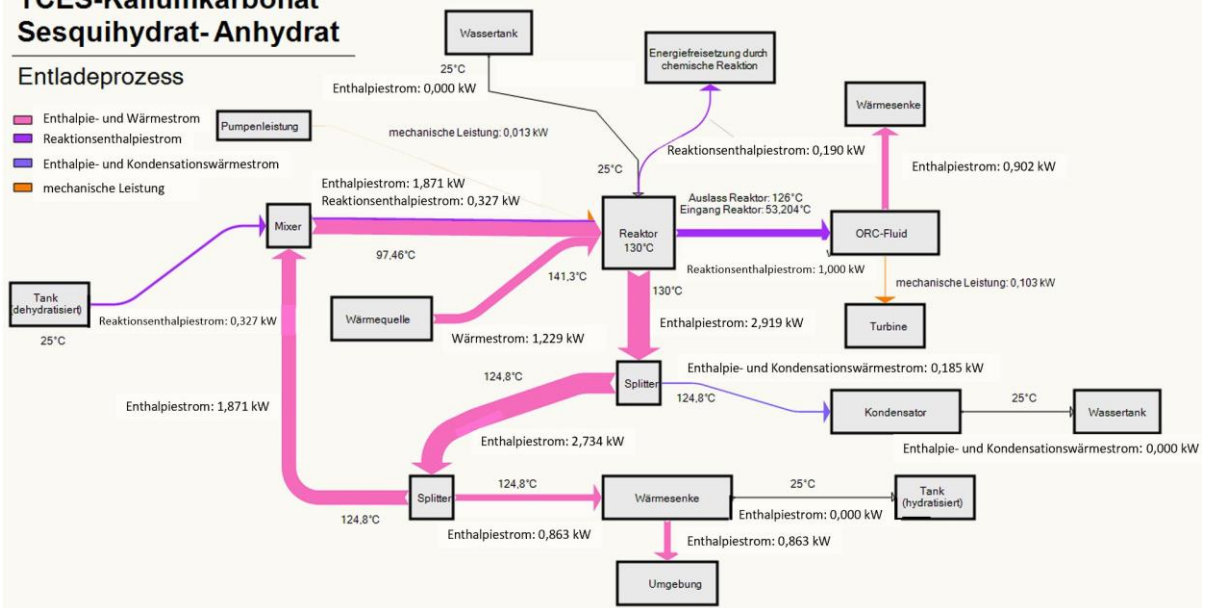 TCES-Kaliumkarbonat
Sesquihydrat- Anhydrat
Entladeprozess
Enthalpie- und Wärmestrom
Reaktionsenthalpiestrom
Enthalpie- und Kondensationswärmestrom
mechanische Leistung
Wassertank
25°C
Enthalpiestrom: 0,000 kW
Energiefreisetzung durch
chemische Reaktion
Wärmesenke
Pumpenleistung
mechanische Leistung: 0,013 kW
Reaktionsenthalpiestrom: 0,190 kW
Enthalpiestrom: 0,902 kW
25°C
Enthalpiestrom: 1,871 kW
Reaktionsenthalpiestrom: 0,327 kW
Auslass Reaktor: 126°C
Eingang Reaktor: 53,204°C
Mixer
Reaktor
130°C
ORC-Fluid
97.46°C
141,3°C
Reaktionsenthalpiestrom: 1,000 kW
mechanische Leistung: 0,103 kW
130°C
Tank
(dehydratisiert)
25°C
Reaktionsenthalpiestrom: 0,327 kW
Wärmequelle
Wärmestrom: 1,229 kW
Enthalpiestrom: 2,919 kW
Turbine
124,8°C
Splitter
Enthalpie- und Kondensationswärmestrom: 0,185 kW
124,8°C
Enthalpiestrom: 1,871 kW
Kondensator
25°C
Wassertank
Enthalpiestrom: 2,734 kW
Enthalpie- und Kondensationswärmestrom: 0,000 kW
Splitter
124,8°C
Wärmesenke
25°C
Tank
(hydratisiert)
124,8°C
Enthalpiestrom: 0,863 kW
Enthalpiestrom: 0,000 kW
Enthalpiestrom: 0,863 kW
Umgebung